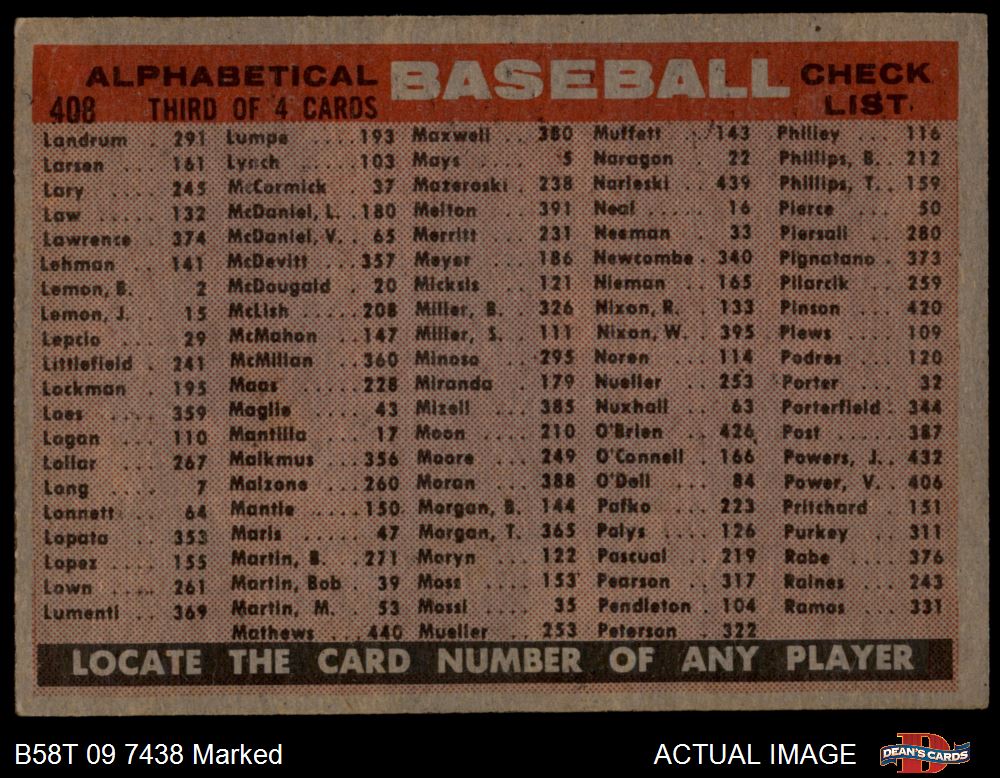 ALPHABETICAL BASEBALL CHECK
408 THIRD OF 4 CARDS LIST
Landrum . 291
Larsen . . 161
Lary . . . . 245
Law . . . . . 132
Lawrence . 374
Lehman . . 141
Lemon, B. 2
Lemon, J. . 15
Lepcio . . 29
Littlefield . 241
Lockman . 195
Loes . . . . . 359
Logan . . . 110
Lollar . . . . 267
Long . . . 7
Lonnett . . 64
Lopata . . . 353
Lopez . . . 155
Lown . . . . 261
Lumenti . . 369
Lumpe . . . . 193
Lynch . . . . 103
McCormick . 37
McDaniel, L. . 180
McDaniel, V. . 65
McDevitt . . . 357
McDougald . 20
McLish . . . . 208
McMahon . . 147
McMillan . . . 360
Maas . . . . . 228
Maglie . . . . 43
Mantilla . . . 17
Malkmus . . . 356
Malzone . . . 260
Mantle . . . . 150
Maris . . . . . 47
Martin, B. . . 271
Martin, Bob . 39
Martin, M. . . 53
Mathews . . . 440
Maxwell . . 380
Mays . . . . 5
Mazeroski . 238
Melton . . . 391
Merritt . . . 231
Meyer . . . 186
Micksis . . . 121
Miller, B. . . 326
Miller, S. . . 111
Minoso . . . 295
Miranda . . 179
Mizell . . . . 385
Moon . . . . 210
Moore . . . 249
Moran . . . 388
Morgan, B. . 144
Morgan, T. . 365
Moryn . . . 122
Moss . . . . 153
Mossi . . . . 35
Mueller . . . 253
Muffett . . 143
Naragon . . 22
Narleski . . 439
Neal . . . . . 16
Neeman . . 33
Newcombe . 340
Nieman . . . 165
Nixon, R. . . 133
Nixon, W. . 395
Noren . . . . 114
Nueller . . . 253
Nuxhall . . 63
O'Brien . . . 426
O'Connell . 166
O'Dell . . . 84
Pafko . . . . 223
Palys . . . . 126
Pascual . . . 219
Pearson . . . 317
Pendleton . 104
Peterson . . 322
Philley . . . 116
Phillips, B. . . 212
Phillips, T. . . 159
Pierce . . . . 50
Piersall . . . 280
Pignatano . 373
Pilarcik . . . 259
Pinson . . . 420
Plews . . . . 109
Podres . . . 120
Porter . . . . 32
Porterfield . 344
Post . . . . . 387
Powers, J. . . 432
Power, V. . . 406
Pritchard . . 151
Purkey . . . 311
Rabe . . . . 376
Raines . . . 243
Ramos . . . 331
LOCATE THE CARD NUMBER OF ANY PLAYER
B58T 09 7438 Marked ACTUAL IMAGE DEAN'S CARDS